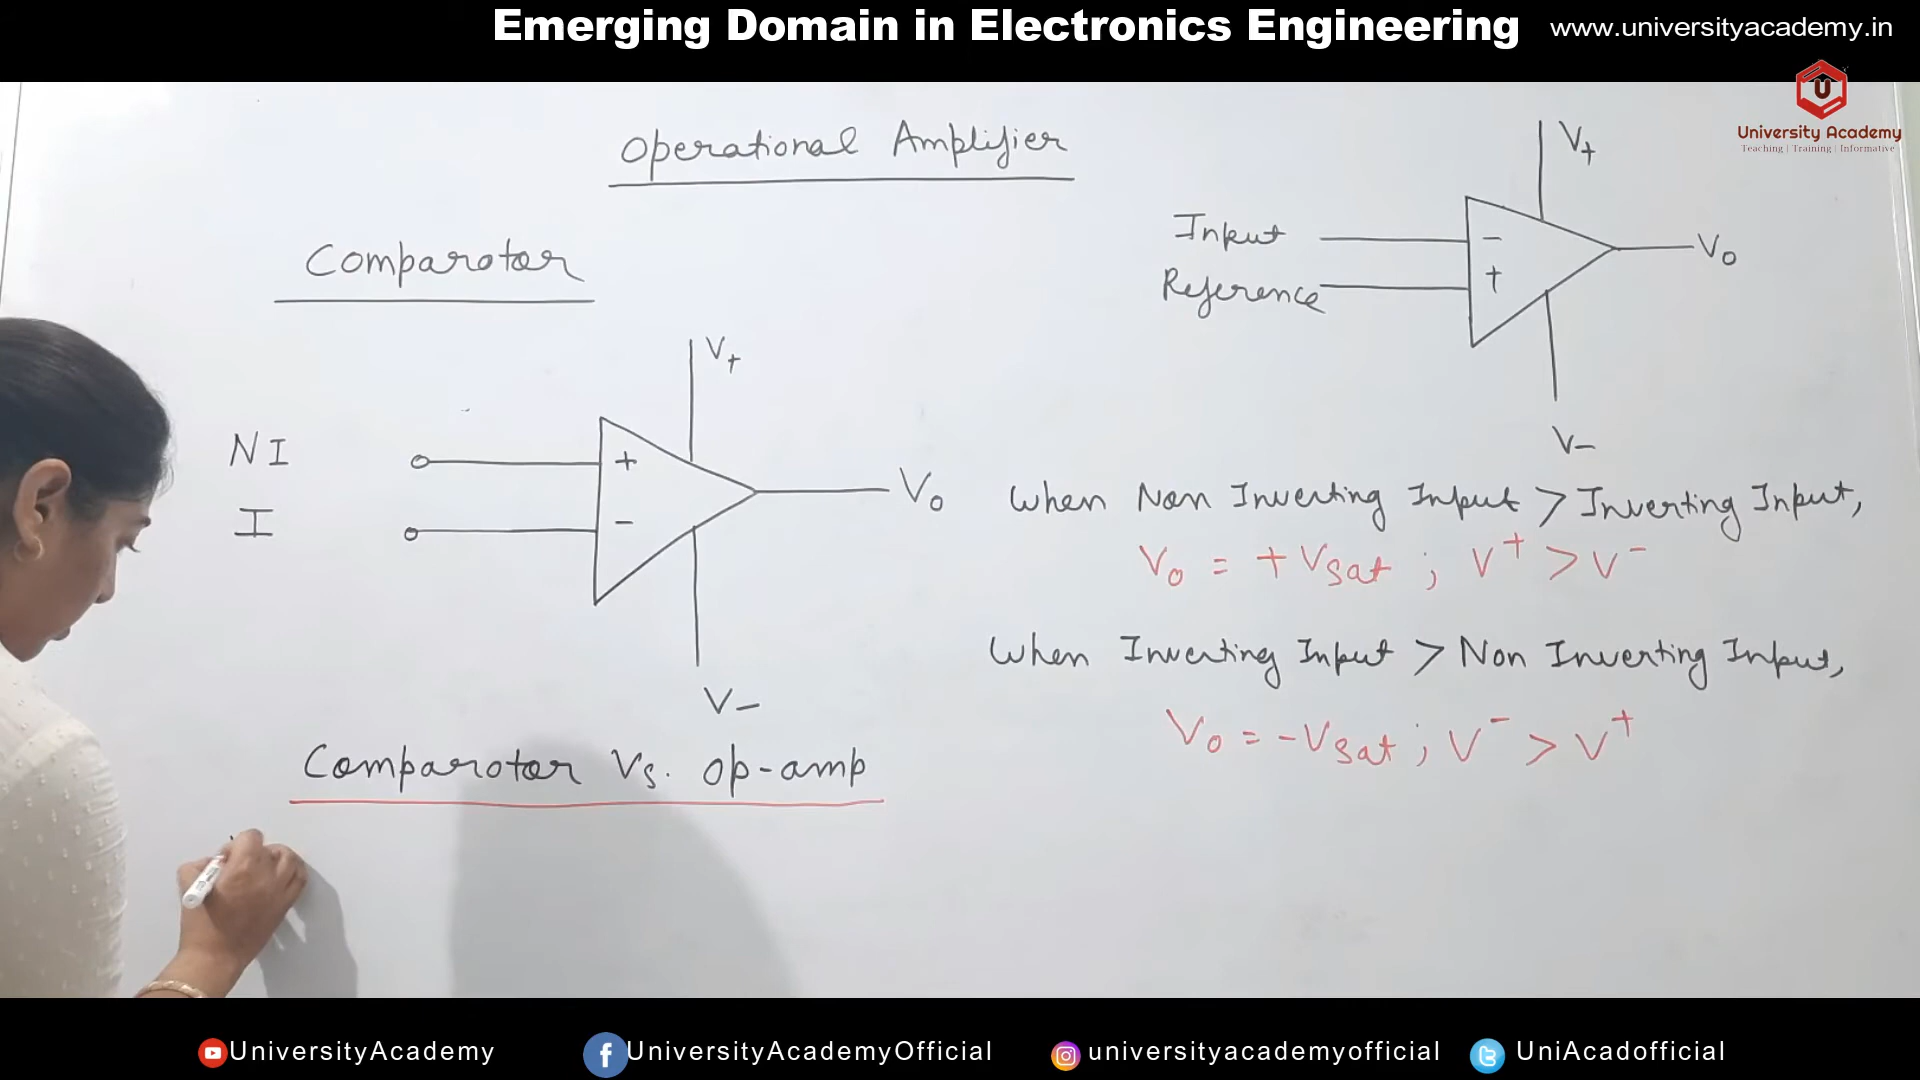 Emerging Domain in Electronics Engineering
www.universityacademy.in
U
University Academy
Teaching | Training | Informative
Operational Amplifier
Comparator
V+
Input
Reference
-
+
Vo
V-
V+
NI
I
+
-
Vo
V-
When Non Inverting Input > Inverting Input,
Vo = + Vsat ; V+ > V-
When Inverting Input > Non Inverting Input,
Vo = -Vsat ; V- > V+
Comparator Vs. op-amp
UniversityAcademy
UniversityAcademyOfficial
universityacademyofficial
UniAcadofficial